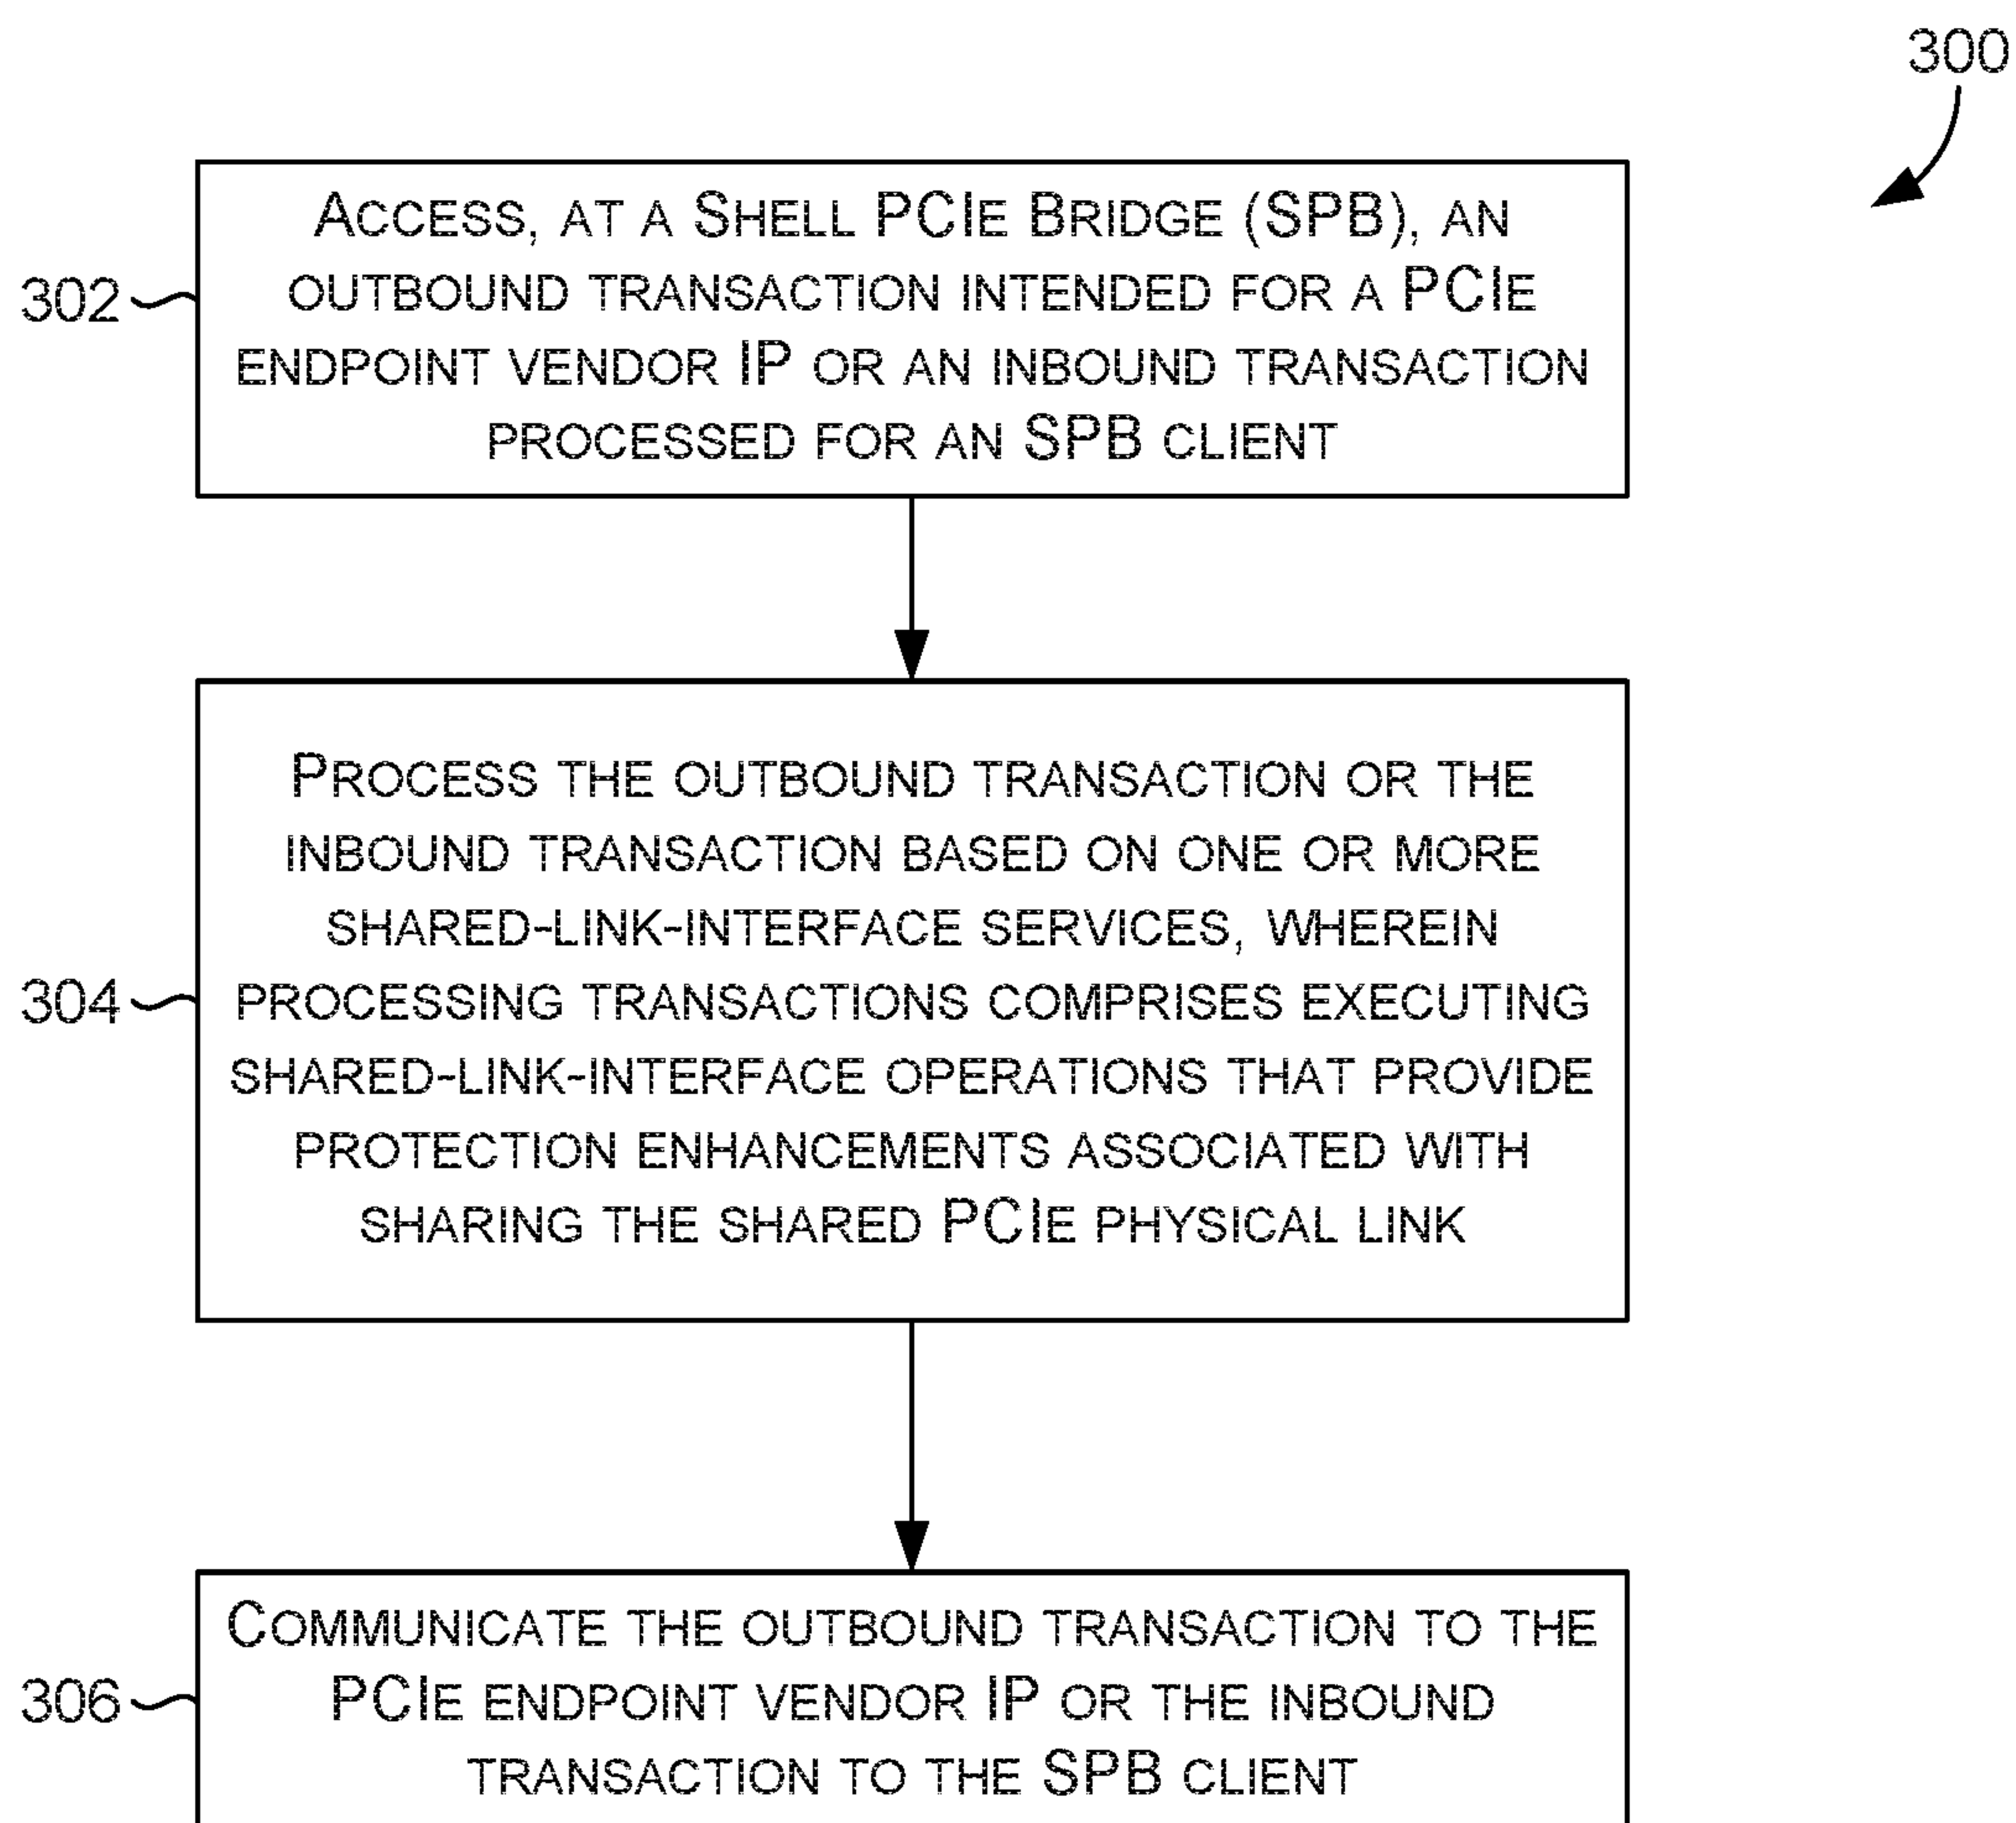 300
302
ACCESS, AT A SHELL PCIE BRIDGE (SPB), AN
OUTBOUND TRANSACTION INTENDED FOR A PCIE
ENDPOINT VENDOR IP OR AN INBOUND TRANSACTION
PROCESSED FOR AN SPB CLIENT
304
PROCESS THE OUTBOUND TRANSACTION OR THE
INBOUND TRANSACTION BASED ON ONE OR MORE
SHARED-LINK-INTERFACE SERVICES, WHEREIN
PROCESSING TRANSACTIONS COMPRISES EXECUTING
SHARED-LINK-INTERFACE OPERATIONS THAT PROVIDE
PROTECTION ENHANCEMENTS ASSOCIATED WITH
SHARING THE SHARED PCIE PHYSICAL LINK
306
COMMUNICATE THE OUTBOUND TRANSACTION TO THE
PCIE ENDPOINT VENDOR IP OR THE INBOUND
TRANSACTION TO THE SPB CLIENT